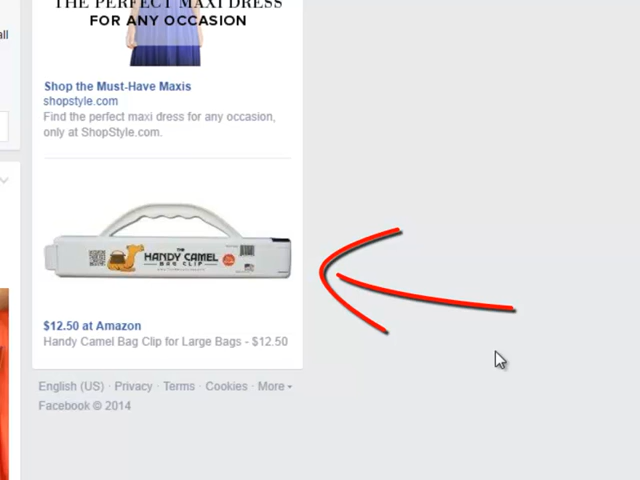 THE PERFECT MAXI DRESS
FOR ANY OCCASION
all
Shop the Must-Have Maxis
shopstyle.com
Find the perfect maxi dress for any occasion,
only at ShopStyle.com.
THE
HANDY CAMEL
BAG CLIP
$12.50 at Amazon
Handy Camel Bag Clip for Large Bags - $12.50
English (US) · Privacy · Terms · Cookies · More
Facebook © 2014